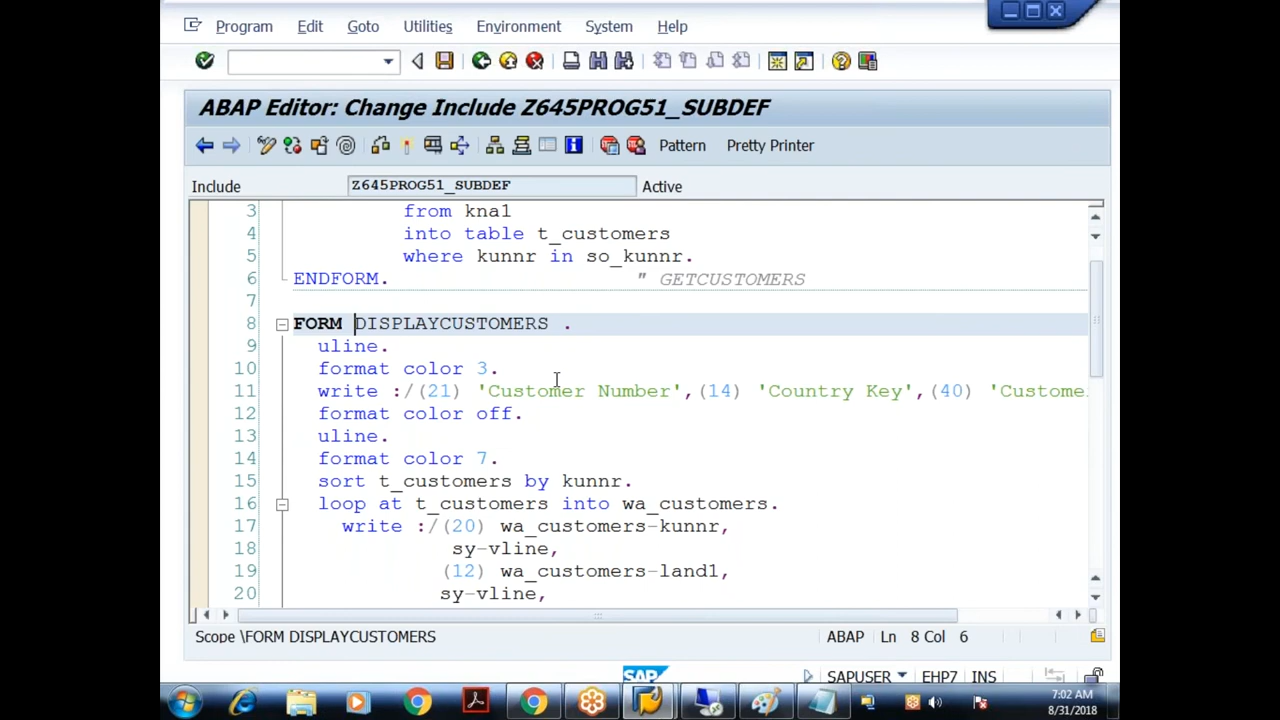 Program Edit Goto Utilities Environment System Help
ABAP Editor: Change Include Z645PROG51_SUBDEF
Pattern Pretty Printer
Include Z645PROG51_SUBDEF Active
3 from kna1
4 into table t_customers
5 where kunnr in so_kunnr.
6 ENDFORM. " GETCUSTOMERS
7
8 FORM DISPLAYCUSTOMERS .
9 uline.
10 format color 3.
11 write :/(21) 'Customer Number',(14) 'Country Key',(40) 'Custome
12 format color off.
13 uline.
14 format color 7.
15 sort t_customers by kunnr.
16 loop at t_customers into wa_customers.
17 write :/(20) wa_customers-kunnr,
18 sy-vline,
19 (12) wa_customers-land1,
20 sy-vline,
Scope \FORM DISPLAYCUSTOMERS ABAP Ln 8 Col 6
SAP SAPUSER EHP7 INS
7:02 AM
8/31/2018